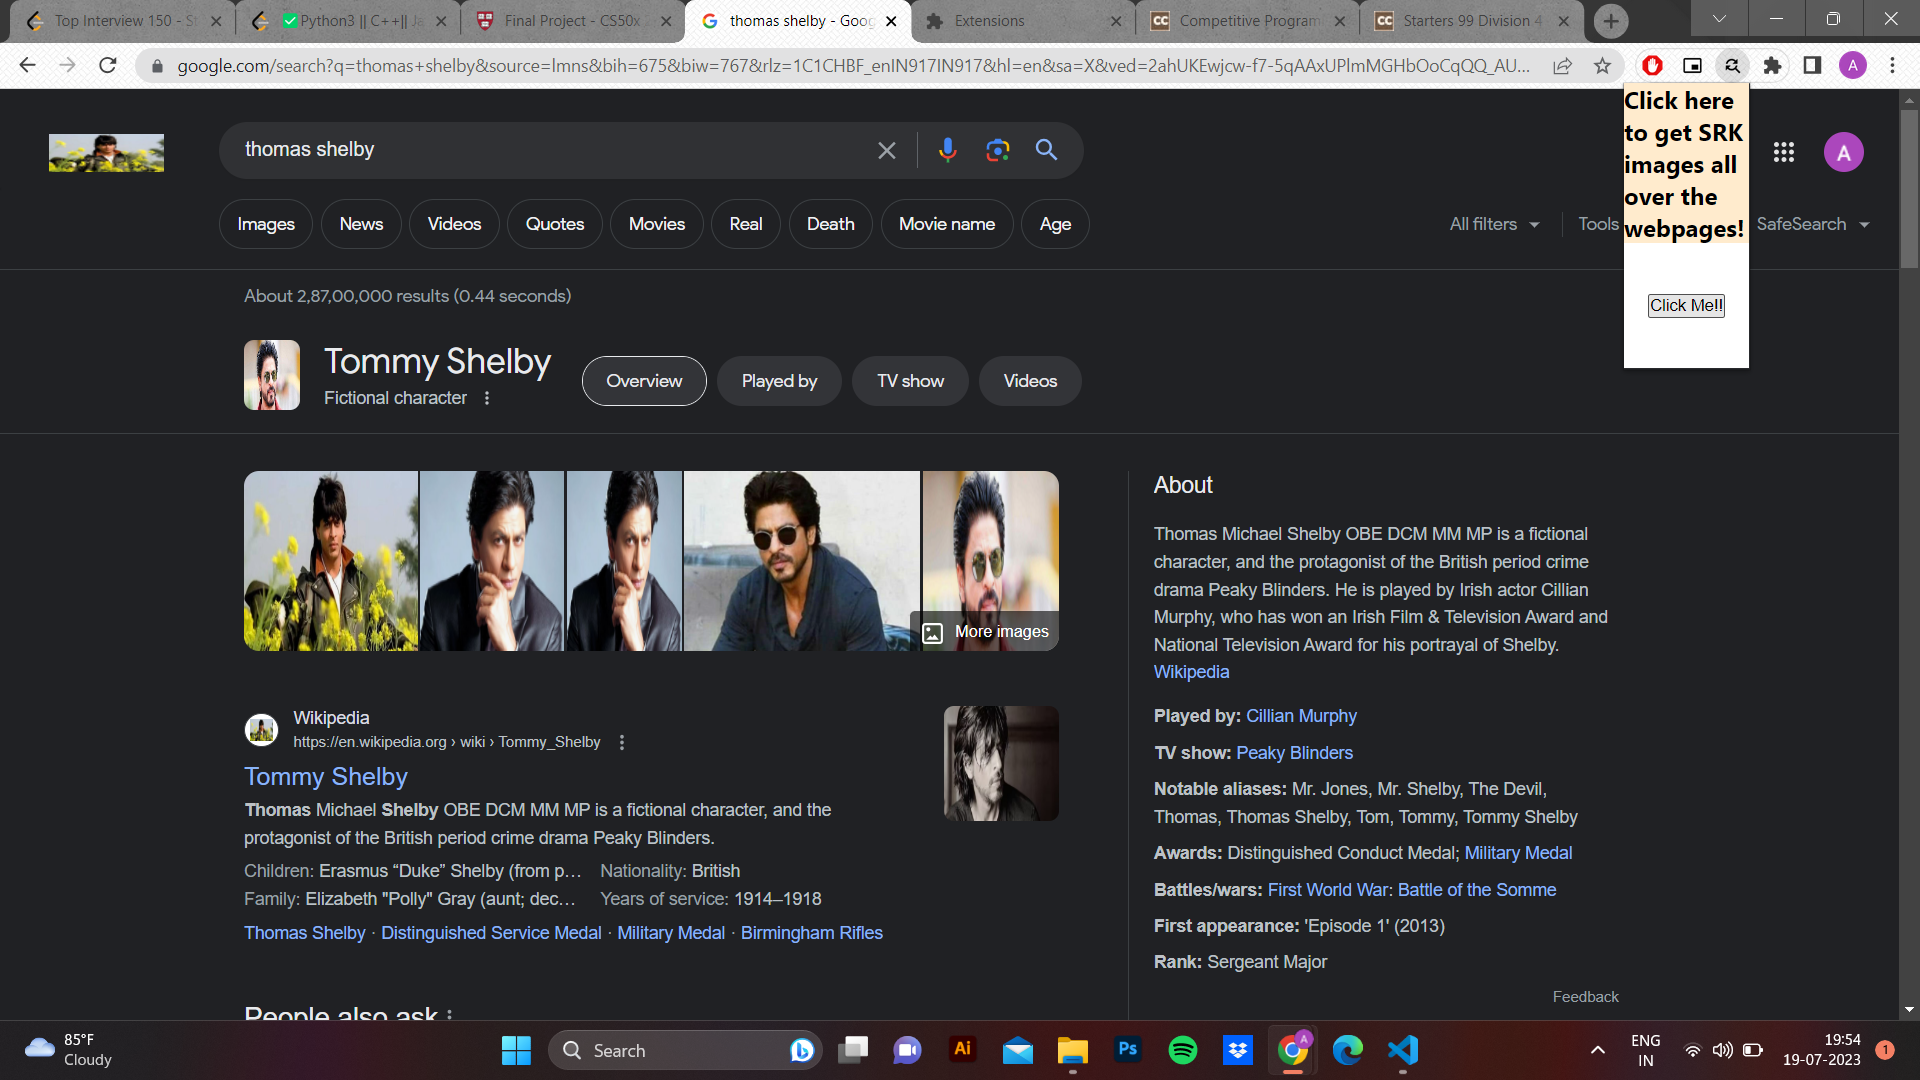 Top Interview 150 - St
Python3 || C++|| Ja
Final Project - CS50x 2
thomas shelby - Goog
Extensions
CC Competitive Program
CC Starters 99 Division 4
google.com/search?q=thomas+shelby&source=lmns&bih=675&biw=767&rlz=1C1CHBF_enIN917IN917&hl=en&sa=X&ved=2ahUKEwjcw-f7-5qAAxUPlmMGHbOoCqQQ_AU...
A
Click here
to get SRK
images all
over the
webpages!
Click Me!!
thomas shelby
A
Images
News
Videos
Quotes
Movies
Real
Death
Movie name
Age
All filters
Tools
SafeSearch
About 2,87,00,000 results (0.44 seconds)
Tommy Shelby
Fictional character
Overview
Played by
TV show
Videos
More images
Wikipedia
https://en.wikipedia.org › wiki › Tommy_Shelby
Tommy Shelby
Thomas Michael Shelby OBE DCM MM MP is a fictional character, and the
protagonist of the British period crime drama Peaky Blinders.
Children: Erasmus “Duke” Shelby (from p... Nationality: British
Family: Elizabeth "Polly" Gray (aunt; dec... Years of service: 1914–1918
Thomas Shelby · Distinguished Service Medal · Military Medal · Birmingham Rifles
People also ask
About
Thomas Michael Shelby OBE DCM MM MP is a fictional
character, and the protagonist of the British period crime
drama Peaky Blinders. He is played by Irish actor Cillian
Murphy, who has won an Irish Film & Television Award and
National Television Award for his portrayal of Shelby.
Wikipedia
Played by: Cillian Murphy
TV show: Peaky Blinders
Notable aliases: Mr. Jones, Mr. Shelby, The Devil,
Thomas, Thomas Shelby, Tom, Tommy, Tommy Shelby
Awards: Distinguished Conduct Medal; Military Medal
Battles/wars: First World War: Battle of the Somme
First appearance: 'Episode 1' (2013)
Rank: Sergeant Major
Feedback
85°F
Cloudy
Search
Ai
Ps
A
ENG
IN
19:54
19-07-2023
1